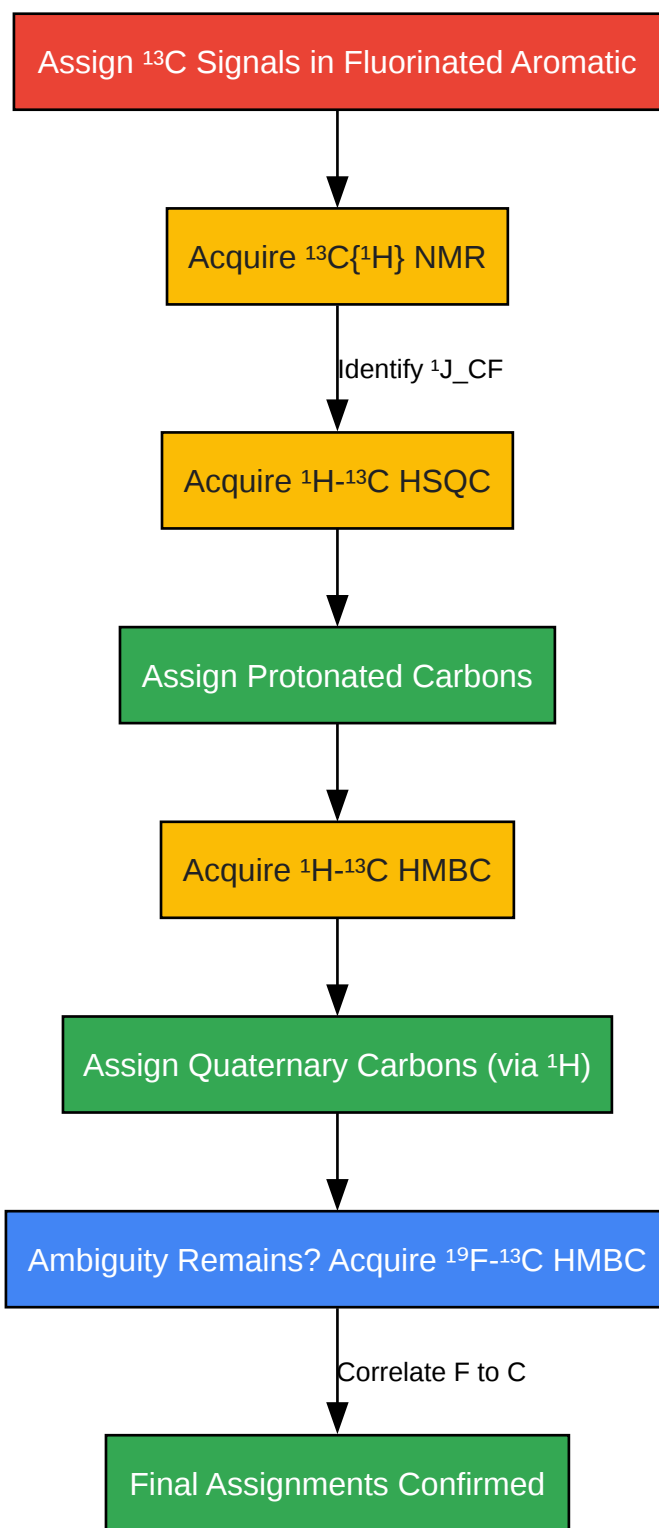 Assign ¹³C Signals in Fluorinated Aromatic
Acquire ¹³C{¹H} NMR
Identify ¹J_CF
Acquire ¹H-¹³C HSQC
Assign Protonated Carbons
Acquire ¹H-¹³C HMBC
Assign Quaternary Carbons (via ¹H)
Ambiguity Remains? Acquire ¹⁹F-¹³C HMBC
Correlate F to C
Final Assignments Confirmed